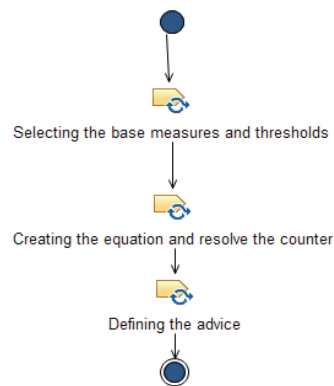 Selecting the base measures and thresholds
Creating the equation and resolve the counter
Defining the advice